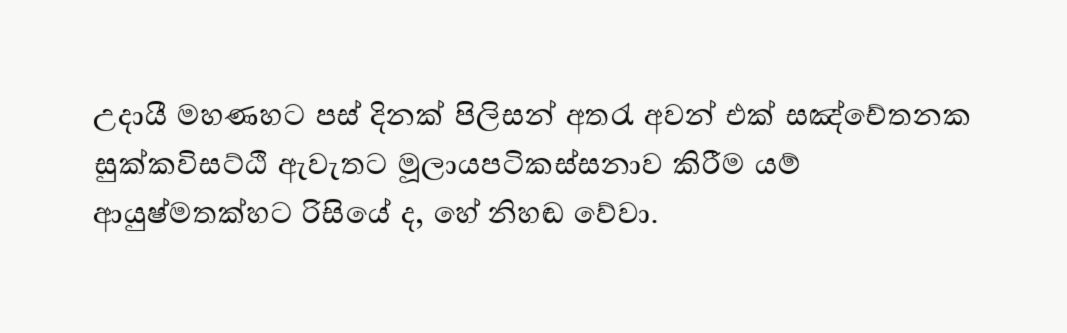 උදායී මහණහට පස් දිනක් පිලිසන් අතරැ අවන් එක් සඤ්චේතනක
සුක්කවිසට්ඨි ඇවැතට මූලායපටිකස්සනාව කිරීම යම්
ආයුෂ්මතක්හට රිසියේ ද, හේ නිහඬ වේවා.